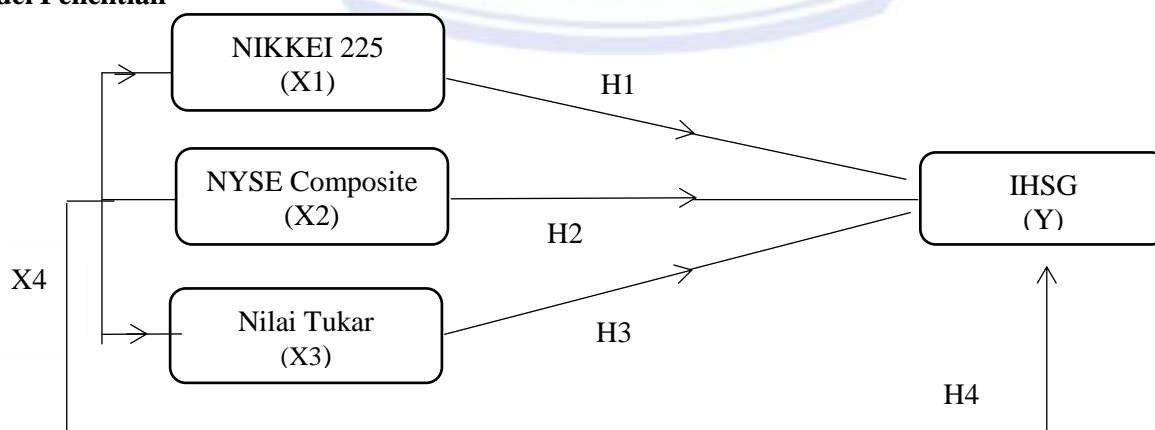 NIKKEI 225
(X1)
H1
NYSE Composite
(X2)
H2
IHSG
(Y)
X4
Nilai Tukar
(X3)
H3
H4